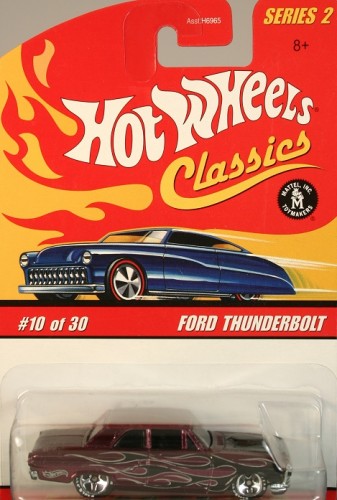 Asst.H6965
SERIES 2
8+
HOT WHEELS
Classics
MATTEL, INC.
TOYMAKERS
#10 of 30
FORD THUNDERBOLT